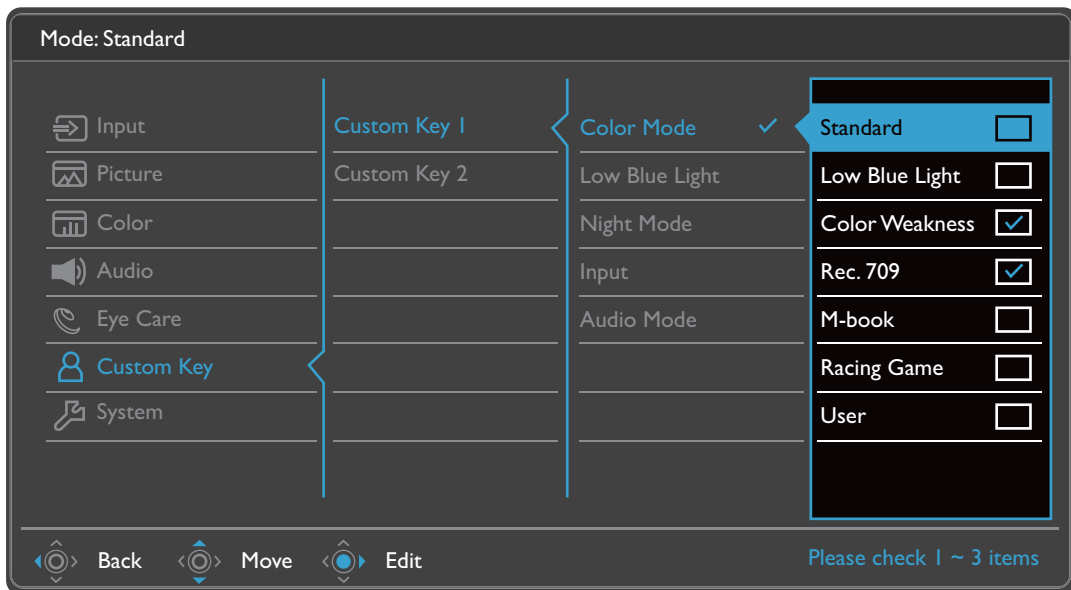 Mode: Standard
Input
Picture
Color
Audio
Eye Care
Custom Key
System
Custom Key 1
Custom Key 2
Color Mode
Low Blue Light
Night Mode
Input
Audio Mode
Standard
Low Blue Light
Color Weakness
Rec. 709
M-book
Racing Game
User
Back Move Edit
Please check 1 ~ 3 items